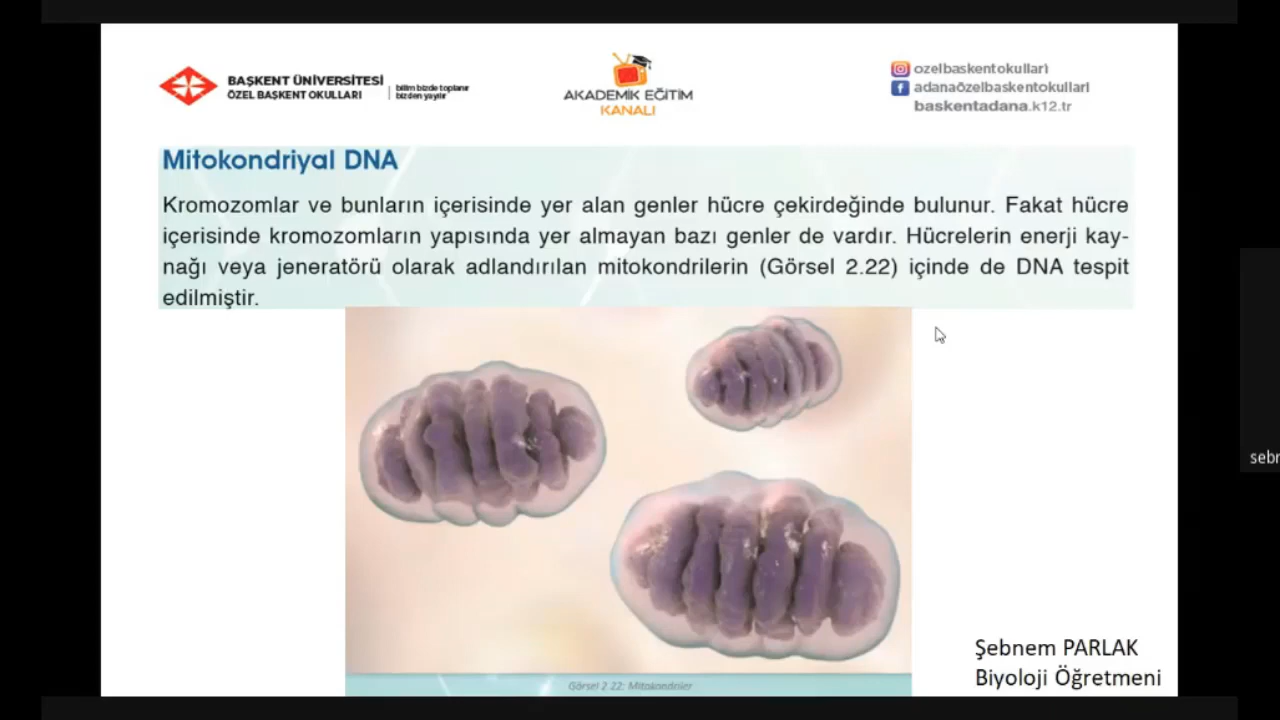 BAŞKENT ÜNİVERSİTESİ
ÖZEL BAŞKENT OKULLARI
bilim bizde toplanır
bizden yayılır
AKADEMİK EĞİTİM
KANALI
ozelbaskentokullari
adanaözelbaskentokullari
baskentadana.k12.tr
Mitokondriyal DNA
Kromozomlar ve bunların içerisinde yer alan genler hücre çekirdeğinde bulunur. Fakat hücre
içerisinde kromozomların yapısında yer almayan bazı genler de vardır. Hücrelerin enerji kay-
nağı veya jeneratörü olarak adlandırılan mitokondrilerin (Görsel 2.22) içinde de DNA tespit
edilmiştir.
Görsel 2.22: Mitokondriler
Şebnem PARLAK
Biyoloji Öğretmeni
sebr